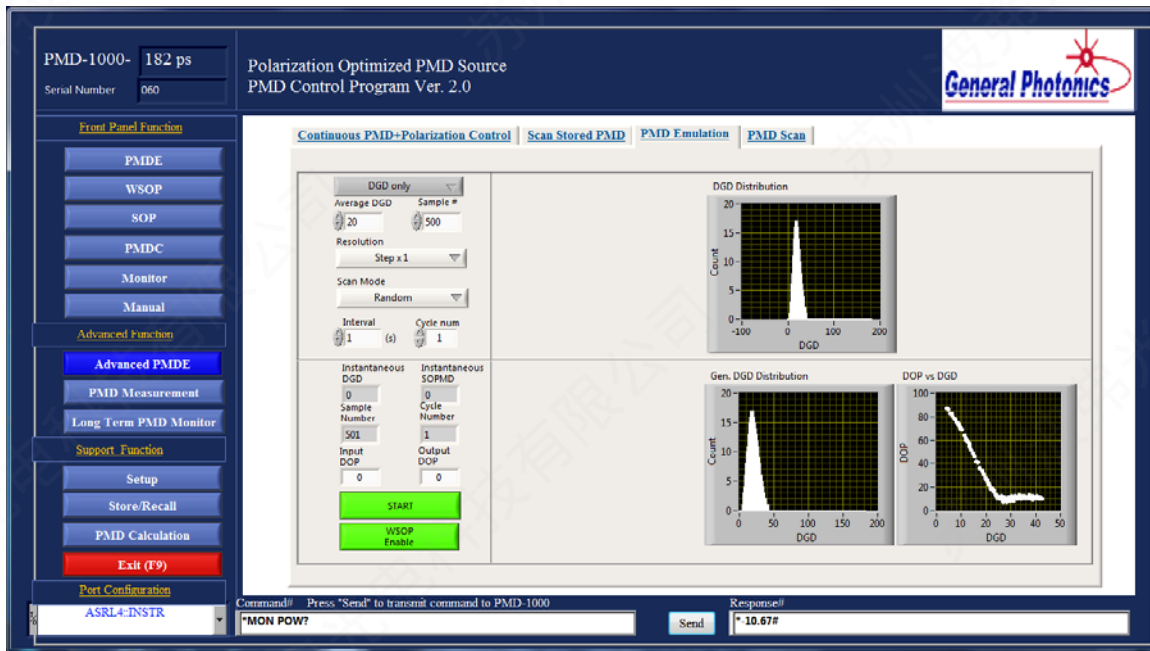 PMD-1000- 182 ps
Serial Number 060
Polarization Optimized PMD Source
PMD Control Program Ver. 2.0
General Photonics
Front Panel Function
PMDE
WSOP
SOP
PMDC
Monitor
Manual
Advanced Function
Advanced PMDE
PMD Measurement
Long Term PMD Monitor
Support Function
Setup
Store/Recall
PMD Calculation
Exit (F9)
Port Configuration
ASRL4::INSTR
Continuous PMD+Polarization Control Scan Stored PMD PMD Emulation PMD Scan
DGD only
Average DGD Sample #
20 500
Resolution
Step x 1
Scan Mode
Random
Interval Cycle num
1 (s) 1
DGD Distribution
20
15
10
5
0
Count
-100 0 100 200
DGD
Instantaneous Instantaneous
DGD SOPMD
0 0
Sample Cycle
Number Number
501 1
Input Output
DOP DOP
0 0
START
WSOP
Enable
Gen. DGD Distribution
20
15
10
5
0
Count
0 50 100 150 200
DGD
DOP vs DGD
100
80
60
40
20
0
DOP
0 10 20 30 40 50
DGD
Command# Press "Send" to transmit command to PMD-1000
*MON POW?
Send
Response#
*-10.67#